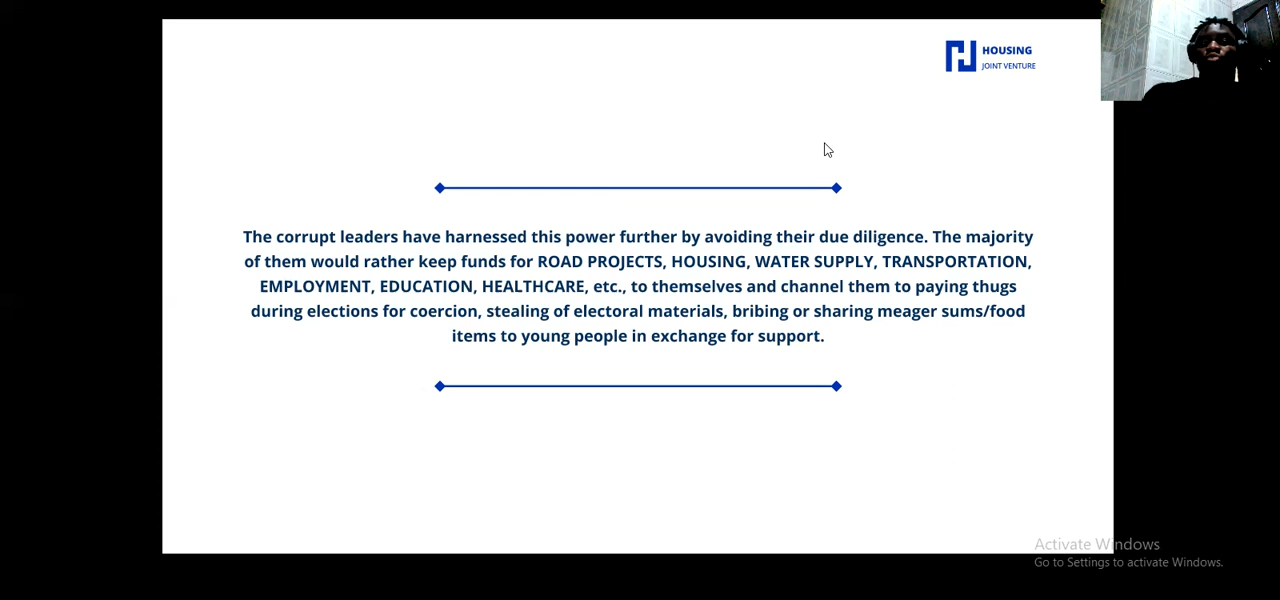 HOUSING
JOINT VENTURE
The corrupt leaders have harnessed this power further by avoiding their due diligence. The majority
of them would rather keep funds for ROAD PROJECTS, HOUSING, WATER SUPPLY, TRANSPORTATION,
EMPLOYMENT, EDUCATION, HEALTHCARE, etc., to themselves and channel them to paying thugs
during elections for coercion, stealing of electoral materials, bribing or sharing meager sums/food
items to young people in exchange for support.
Activate Windows
Go to Settings to activate Windows.